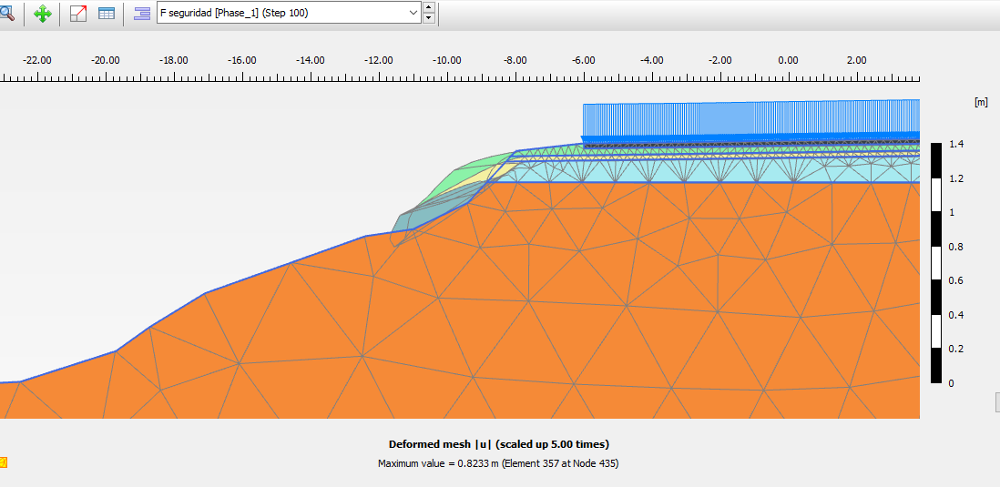 F seguridad [Phase_1] (Step 100)
-22.00 -20.00 -18.00 -16.00 -14.00 -12.00 -10.00 -8.00 -6.00 -4.00 -2.00 0.00 2.00
[m]
1.4
1.2
1
0.8
0.6
0.4
0.2
0
Deformed mesh |u| (scaled up 5.00 times)
Maximum value = 0.8233 m (Element 357 at Node 435)